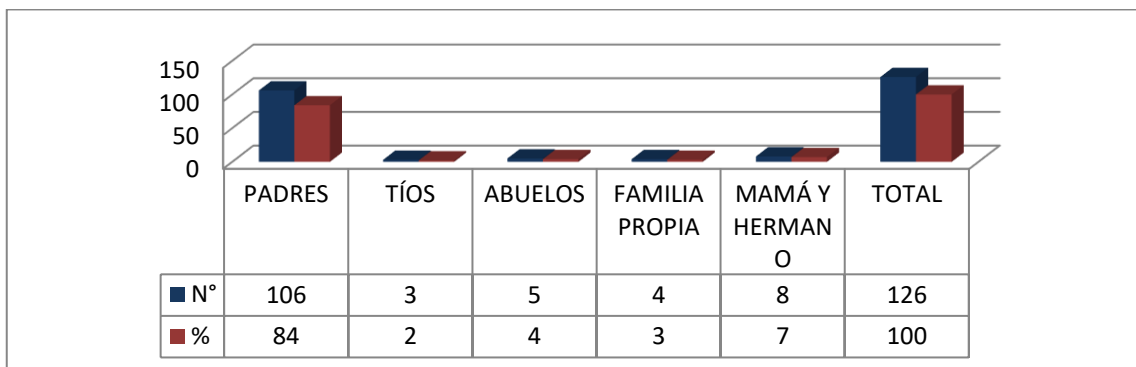 150
100
50
0
PADRES TÍOS ABUELOS FAMILIA MAMÁ Y TOTAL
PROPIA HERMAN
O
N° 106 3 5 4 8 126
% 84 2 4 3 7 100